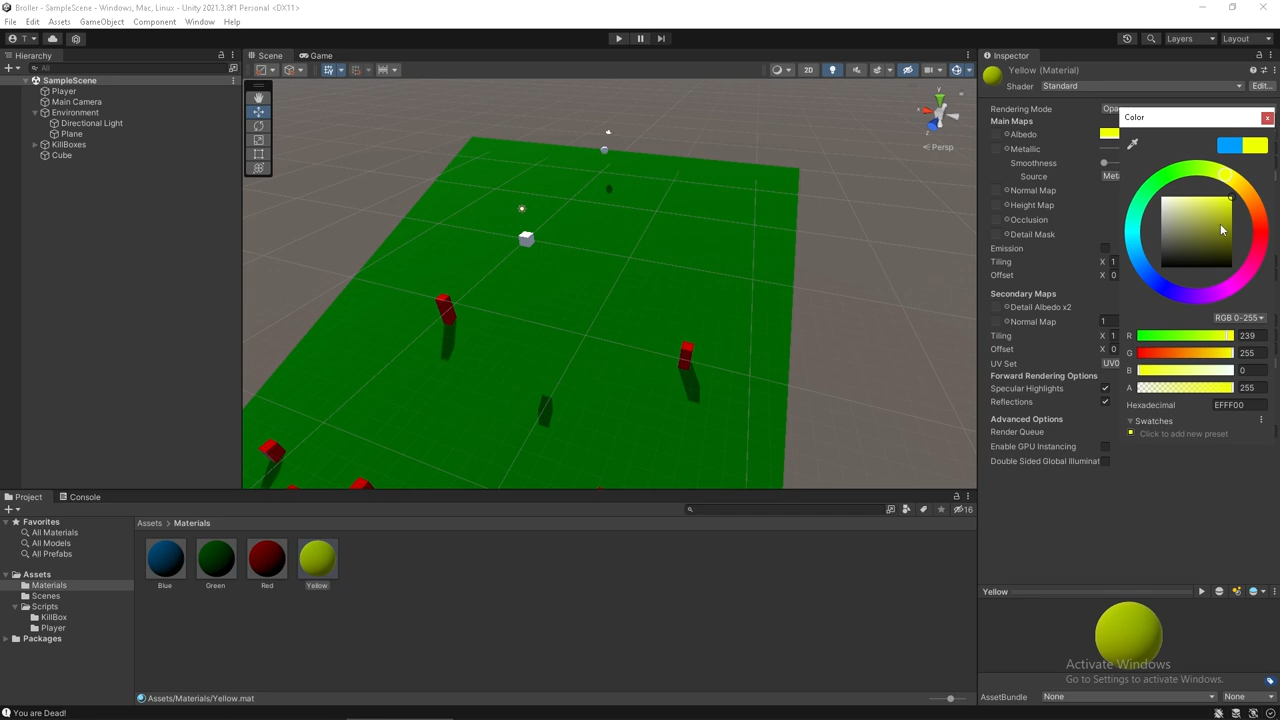 Broller - SampleScene - Windows, Mac, Linux - Unity 2021.3.8f1 Personal <DX11>
File Edit Assets GameObject Component Window Help
T Layers Layout
Hierarchy
All
SampleScene
Player
Main Camera
Environment
Directional Light
Plane
KillBoxes
Cube
Scene Game
2D
y
x
z
Persp
Inspector
Yellow (Material)
Shader Standard Edit...
Rendering Mode Opa
Main Maps
Albedo
Metallic
Smoothness
Source Meta
Normal Map
Height Map
Occlusion
Detail Mask
Emission
Tiling X 1
Offset X 0
Secondary Maps
Detail Albedo x2
Normal Map 1
Tiling X 1
Offset X 0
UV Set UV0
Forward Rendering Options
Specular Highlights
Reflections
Advanced Options
Render Queue
Enable GPU Instancing
Double Sided Global Illuminat
Color
RGB 0-255
R 239
G 255
B 0
A 255
Hexadecimal EFFF00
Swatches
Click to add new preset
Project Console
16
Favorites
All Materials
All Models
All Prefabs
Assets
Materials
Scenes
Scripts
KillBox
Player
Packages
Assets > Materials
Blue Green Red Yellow
Assets/Materials/Yellow.mat
Yellow
Activate Windows
Go to Settings to activate Windows.
AssetBundle None None
You are Dead!